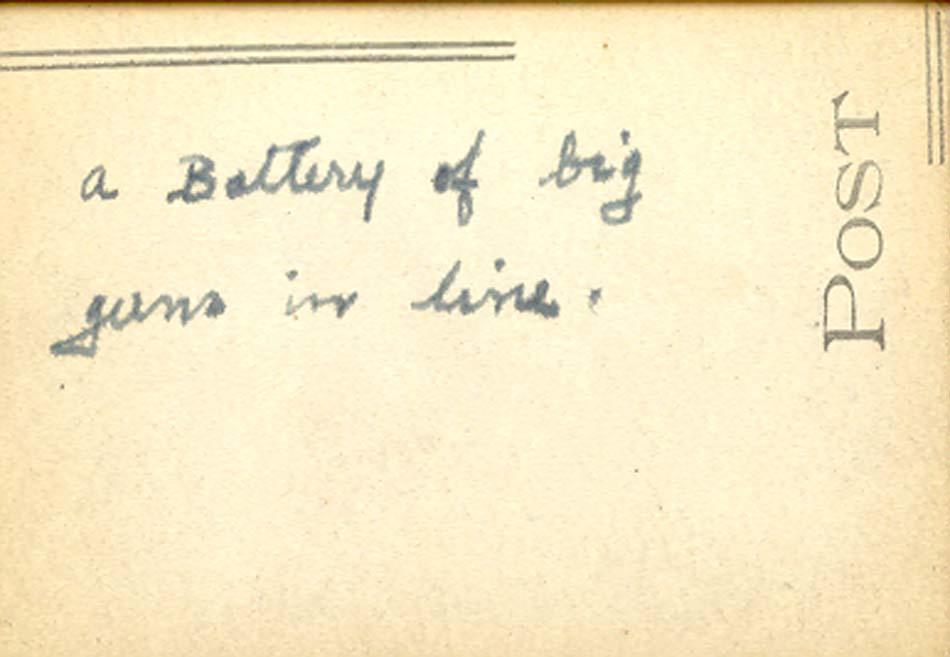 a Battery of big
guns in line.
POST